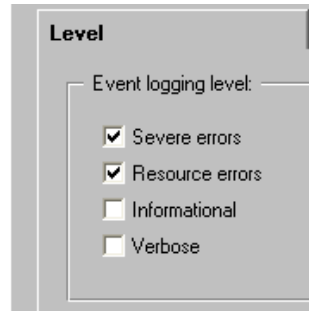 Level
Event logging level:
Severe errors
Resource errors
Informational
Verbose